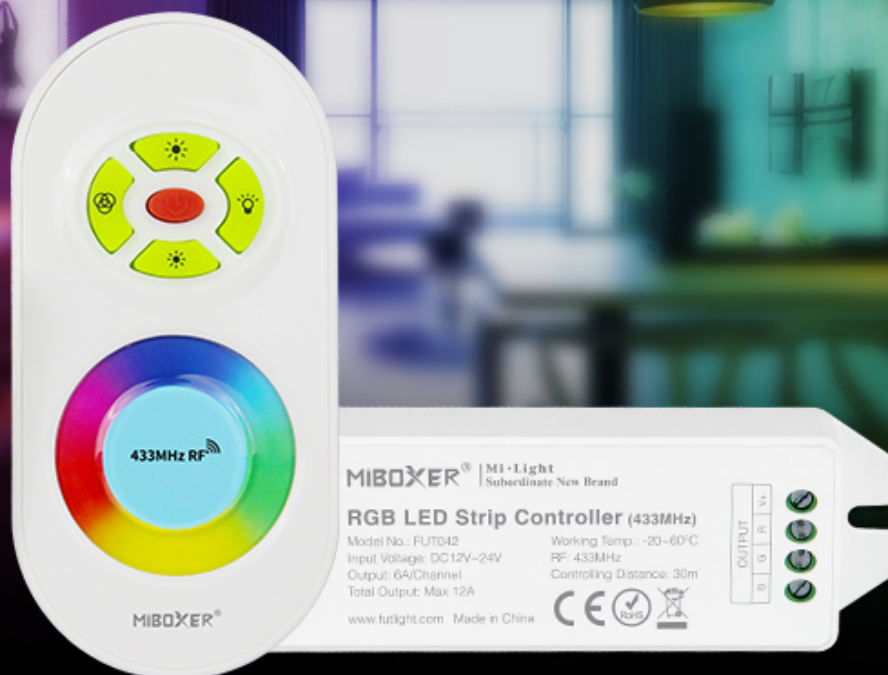 433MHz RF
MIBOXER®
MIBOXER® | Mi·Light
Subordinate New Brand
RGB LED Strip Controller (433MHz)
Model No.: FUT042
Input Voltage: DC12V~24V
Output: 6A/Channel
Total Output: Max 12A
www.futlight.com Made in China
Working Temp.: -20~60°C
RF: 433MHz
Controlling Distance: 30m
CE
RoHS
OUTPUT
V+
R
G
B